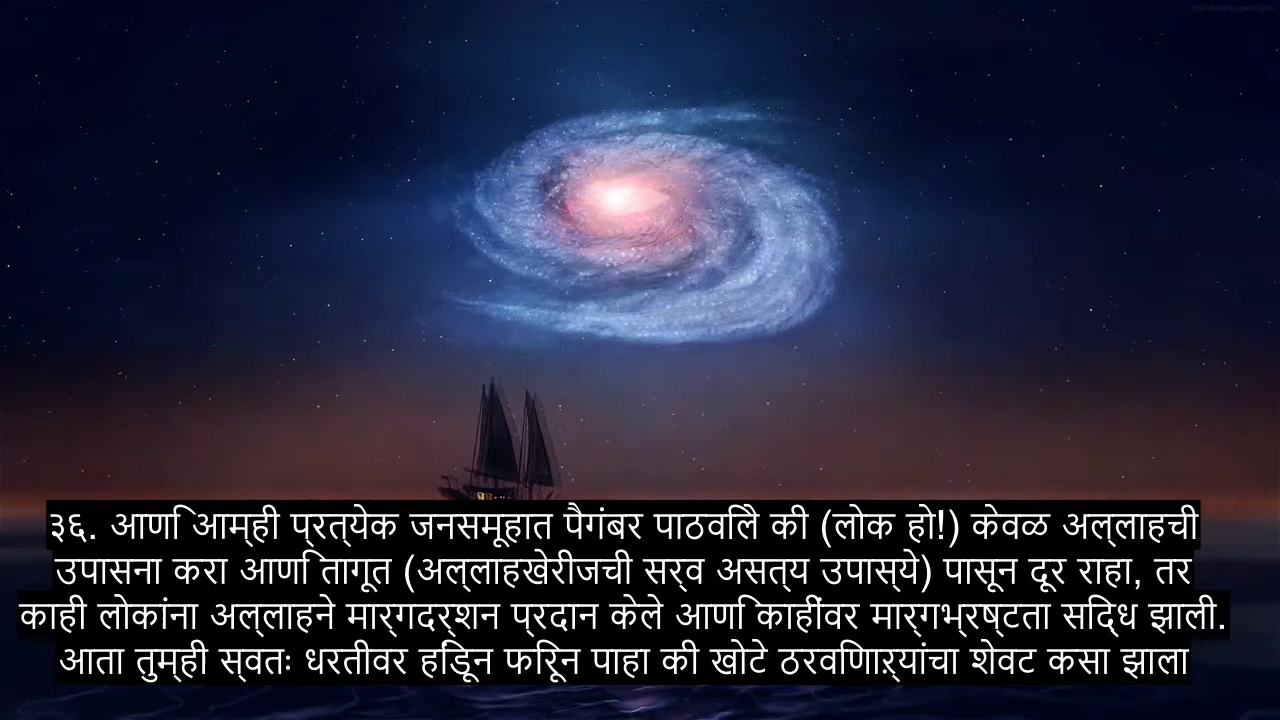 ३६. आणि आम्ही प्रत्येक जनसमूहात पैगंबर पाठविले की (लोक हो!) केवळ अल्लाहची
उपासना करा आणि तागूत (अल्लाहखेरीजची सर्व असत्य उपास्ये) पासून दूर राहा, तर
काही लोकांना अल्लाहने मार्गदर्शन प्रदान केले आणि काहींवर मार्गभ्रष्टता सिद्ध झाली.
आता तुम्ही स्वतः धरतीवर हिंडून फिरून पाहा की खोटे ठरविणाऱ्यांचा शेवट कसा झाला